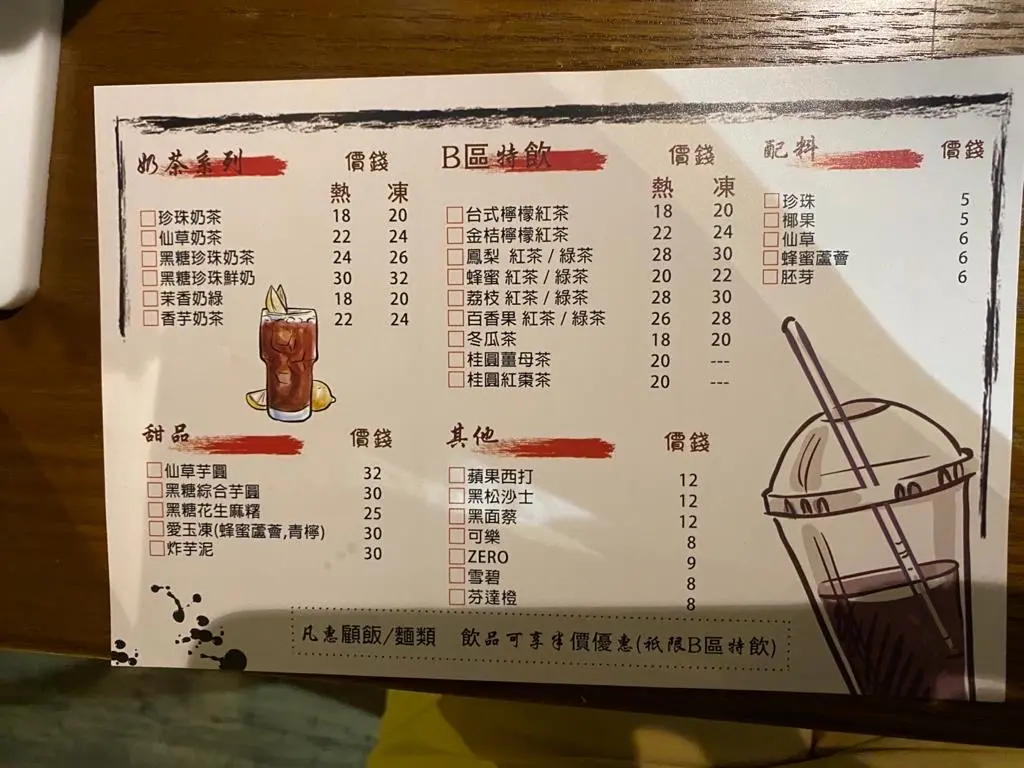 奶茶系列 價錢
熱 凍
珍珠奶茶 18 20
仙草奶茶 22 24
黑糖珍珠奶茶 24 26
黑糖珍珠鮮奶 30 32
茉香奶綠 18 20
香芋奶茶 22 24
B區特飲 價錢
熱 凍
台式檸檬紅茶 18 20
金桔檸檬紅茶 22 24
鳳梨 紅茶 / 綠茶 28 30
蜂蜜 紅茶 / 綠茶 20 22
荔枝 紅茶 / 綠茶 28 30
百香果 紅茶 / 綠茶 26 28
冬瓜茶 18 20
桂圓薑母茶 20 ---
桂圓紅棗茶 20 ---
配料 價錢
珍珠 5
椰果 5
仙草 6
蜂蜜蘆薈 6
胚芽 6
甜品 價錢
仙草芋圓 32
黑糖綜合芋圓 30
黑糖花生麻糬 25
愛玉凍(蜂蜜蘆薈,青檸) 30
炸芋泥 30
其他 價錢
蘋果西打 12
黑松沙士 12
黑面蔡 12
可樂 8
ZERO 9
雪碧 8
芬達橙 8
凡惠顧飯/麵類 飲品可享半價優惠(祇限B區特飲)